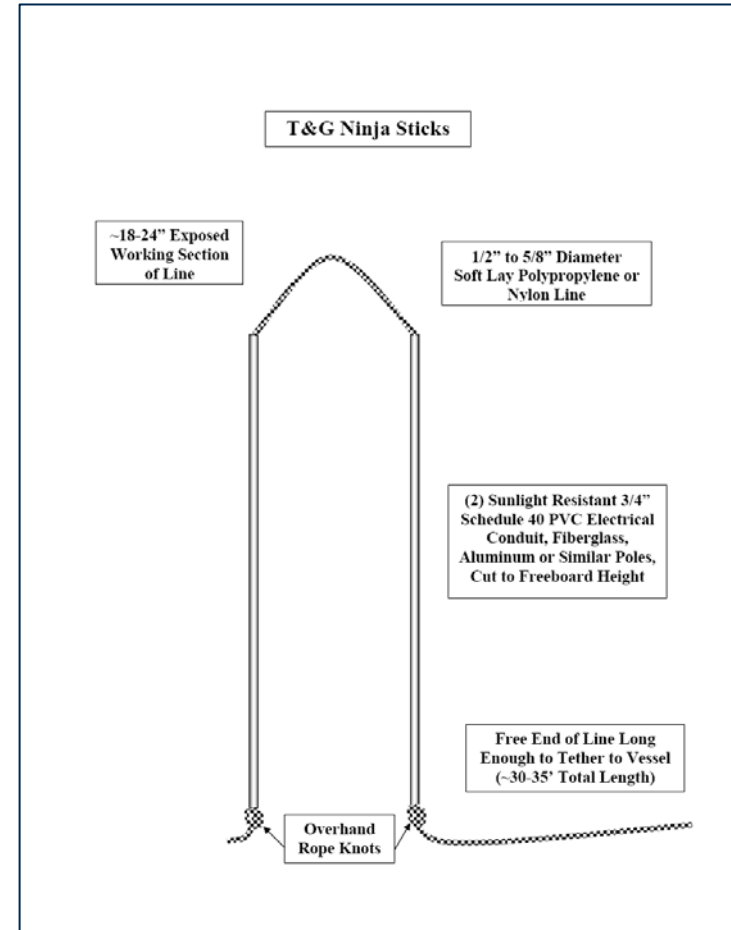 T&G Ninja Sticks
~18-24” Exposed
Working Section
of Line
1/2” to 5/8” Diameter
Soft Lay Polypropylene or
Nylon Line
(2) Sunlight Resistant 3/4”
Schedule 40 PVC Electrical
Conduit, Fiberglass,
Aluminum or Similar Poles,
Cut to Freeboard Height
Free End of Line Long
Enough to Tether to Vessel
(~30-35’ Total Length)
Overhand
Rope Knots